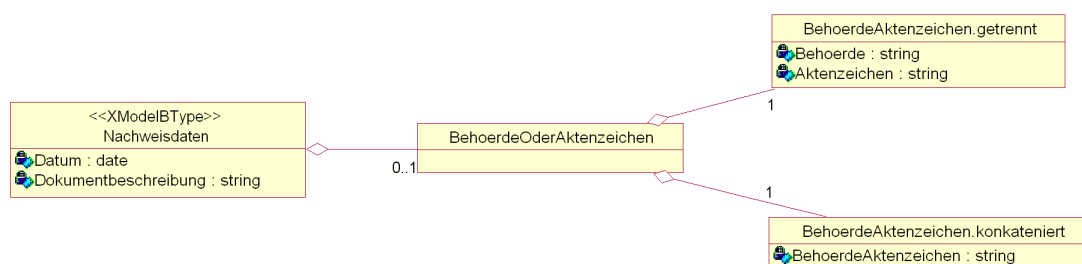 BehoerdeAktenzeichen.getrennt
Behoerde : string
Aktenzeichen : string
1
<<XModelBType>>
Nachweisdaten
Datum : date
Dokumentbeschreibung : string
0..1
BehoerdeOderAktenzeichen
1
BehoerdeAktenzeichen.konkateniert
BehoerdeAktenzeichen : string